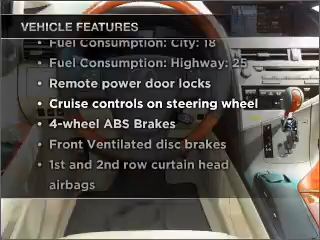 VEHICLE FEATURES
• Fuel Consumption: City: 18
• Fuel Consumption: Highway: 25
• Remote power door locks
• Cruise controls on steering wheel
• 4-wheel ABS Brakes
• Front Ventilated disc brakes
• 1st and 2nd row curtain head
airbags